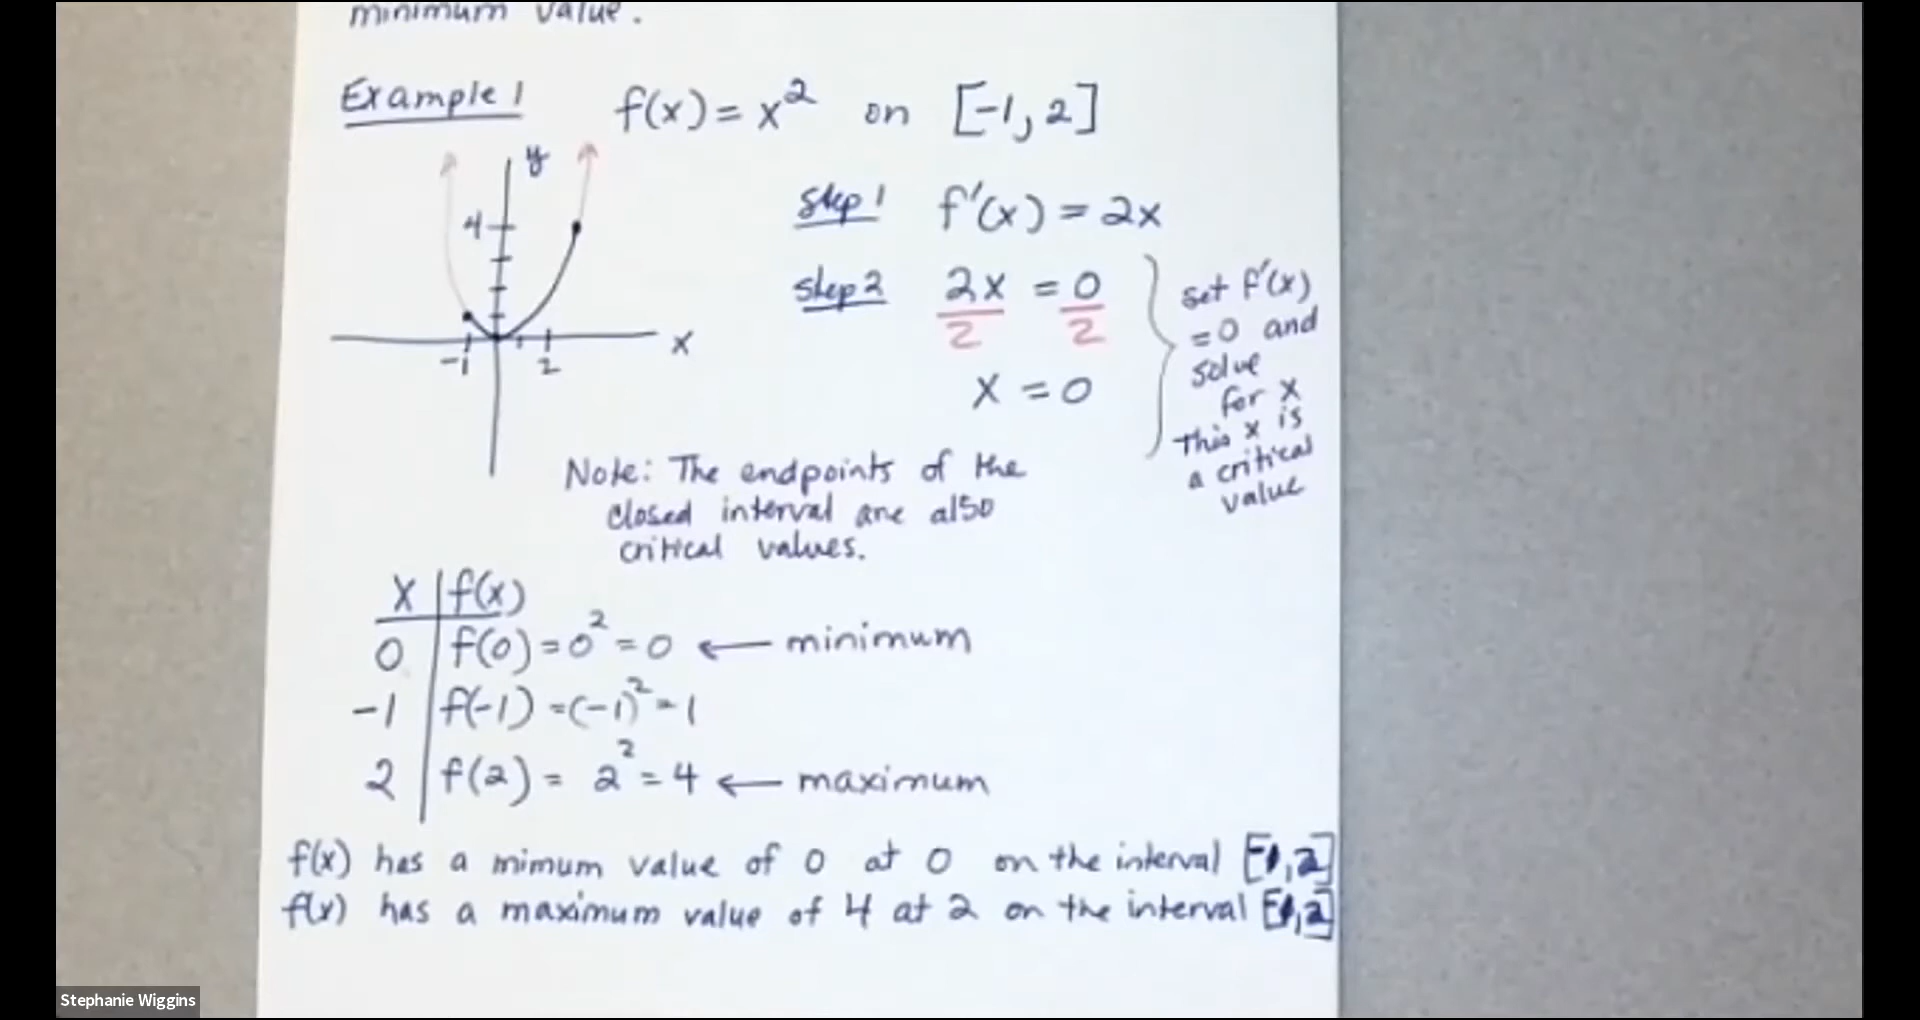 minimum value.
Example 1 f(x) = x² on [-1, 2]
y
4
-1 2 x
Step 1 f'(x) = 2x
Step 2 2x = 0
2 2
x = 0
set f'(x)
= 0 and
solve
for x
This x is
a critical
value
Note: The endpoints of the
closed interval are also
critical values.
x f(x)
0 f(0) = 0² = 0 ← minimum
-1 f(-1) = (-1)² = 1
2 f(2) = 2² = 4 ← maximum
f(x) has a mimum value of 0 at 0 on the interval [-1, 2]
f(x) has a maximum value of 4 at 2 on the interval [-1, 2]
Stephanie Wiggins